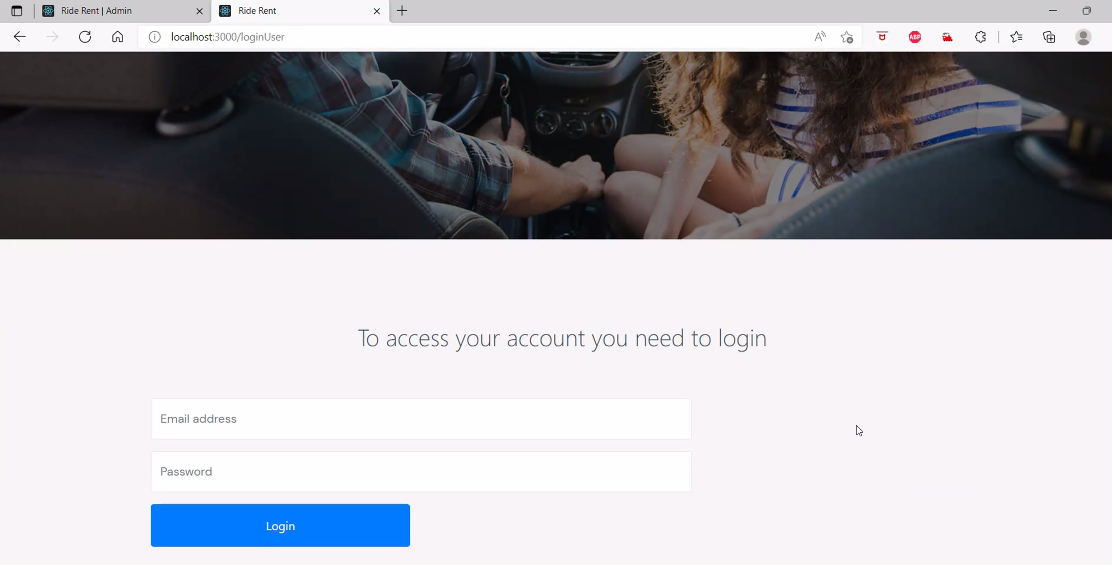 Ride Rent | Admin
Ride Rent
localhost:3000/loginUser
ABP
To access your account you need to login
Email address
Password
Login